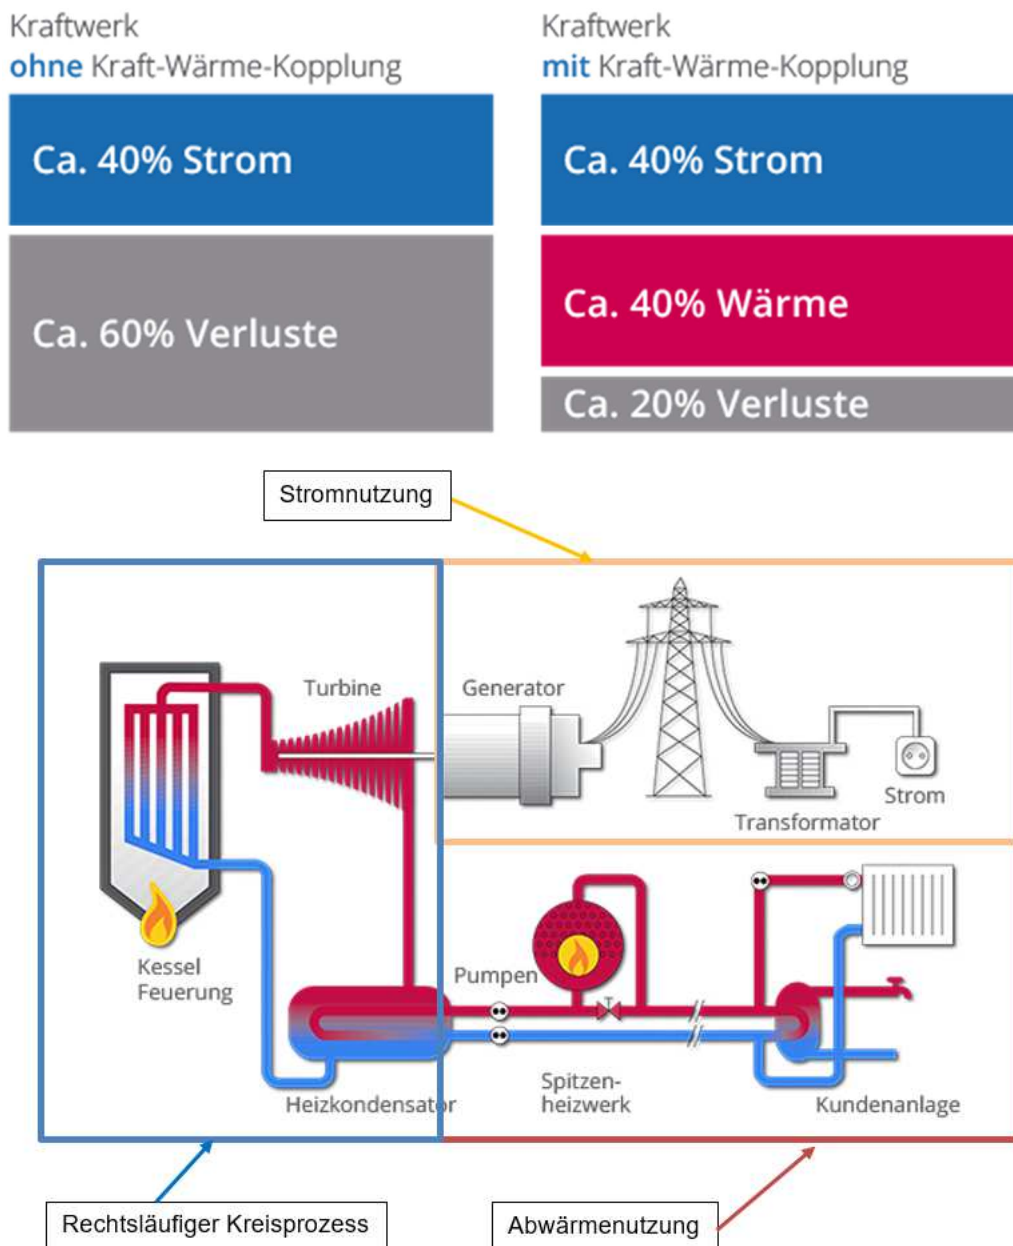 Kraftwerk
ohne Kraft-Wärme-Kopplung
Ca. 40% Strom
Ca. 60% Verluste
Kraftwerk
mit Kraft-Wärme-Kopplung
Ca. 40% Strom
Ca. 40% Wärme
Ca. 20% Verluste
Stromnutzung
Turbine
Generator
Strom
Transformator
Kessel
Feuerung
Pumpen
T
Heizkondensator
Spitzen-
heizwerk
Kundenanlage
Rechtsläufiger Kreisprozess
Abwärmenutzung